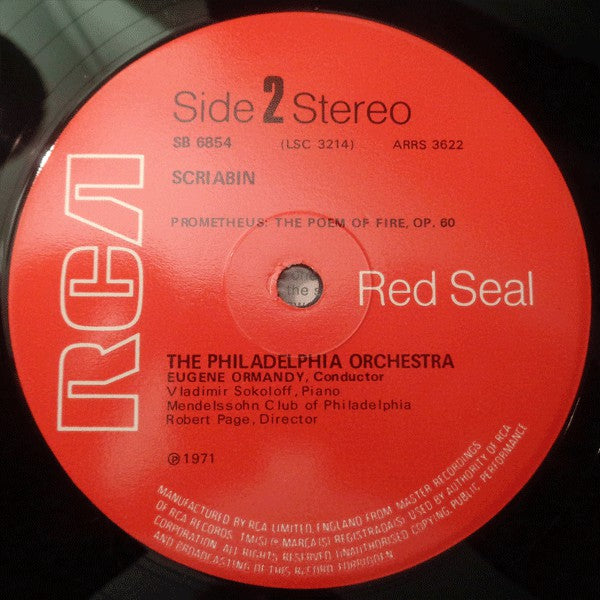 Side 2 Stereo
SB 6854 (LSC 3214) ARRS 3622
SCRIABIN
PROMETHEUS: THE POEM OF FIRE, OP. 60
RCA
the s
Red Seal
THE PHILADELPHIA ORCHESTRA
EUGENE ORMANDY, Conductor
Vladimir Sokoloff, Piano
Mendelssohn Club of Philadelphia
Robert Page, Director
℗ 1971
MANUFACTURED BY RCA LIMITED, ENGLAND FROM MASTER RECORDINGS
OF RCA RECORDS. TM(S) ® MARCA(S) REGISTRADA(S) USED BY AUTHORITY OF RCA
CORPORATION. ALL RIGHTS RESERVED. UNAUTHORISED COPYING, PUBLIC PERFORMANCE
AND BROADCASTING OF THIS RECORD FORBIDDEN.